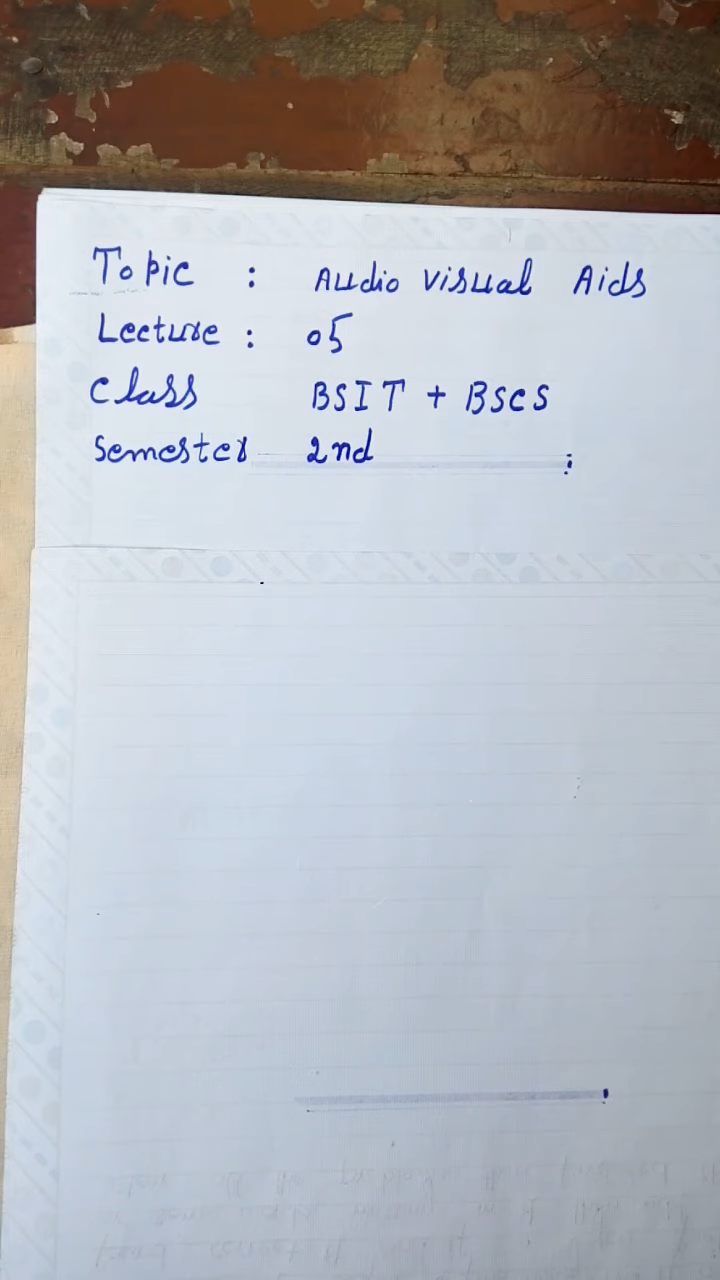 Topic : Audio visual Aids
Lecture : 05
Class BSIT + BSCS
Semester 2nd